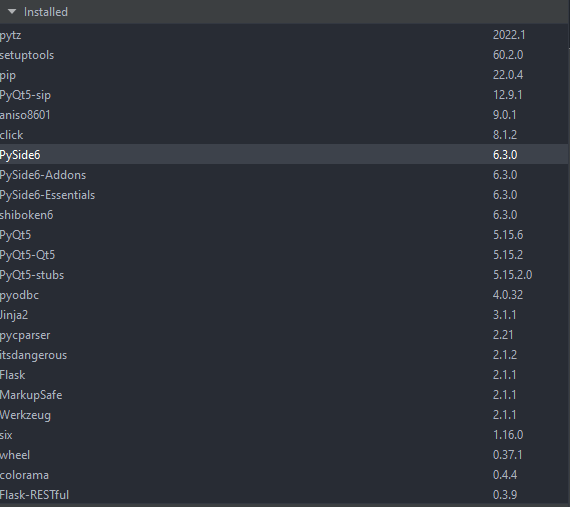 Installed
pytz 2022.1
setuptools 60.2.0
pip 22.0.4
PyQt5-sip 12.9.1
aniso8601 9.0.1
click 8.1.2
PySide6 6.3.0
PySide6-Addons 6.3.0
PySide6-Essentials 6.3.0
shiboken6 6.3.0
PyQt5 5.15.6
PyQt5-Qt5 5.15.2
PyQt5-stubs 5.15.2.0
pyodbc 4.0.32
Jinja2 3.1.1
pycparser 2.21
itsdangerous 2.1.2
Flask 2.1.1
MarkupSafe 2.1.1
Werkzeug 2.1.1
six 1.16.0
wheel 0.37.1
colorama 0.4.4
Flask-RESTful 0.3.9